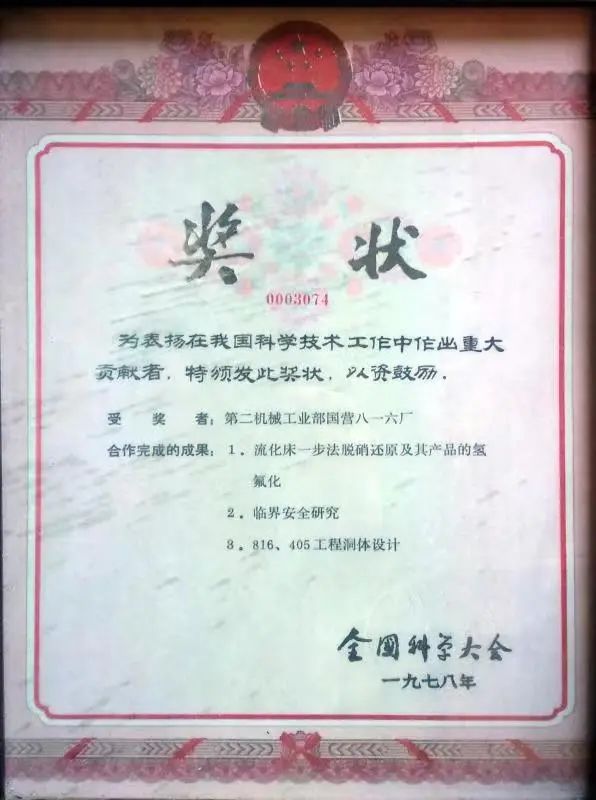 奖 状
0003074
为表扬在我国科学技术工作中作出重大
贡献者,特颁发此奖状,以资鼓励.
受 奖 者:第二机械工业部国营八一六厂
合作完成的成果:1.流化床一步法脱硝还原及其产品的氢
氟化
2.临界安全研究
3.816、405工程洞体设计
全国科学大会
一九七八年